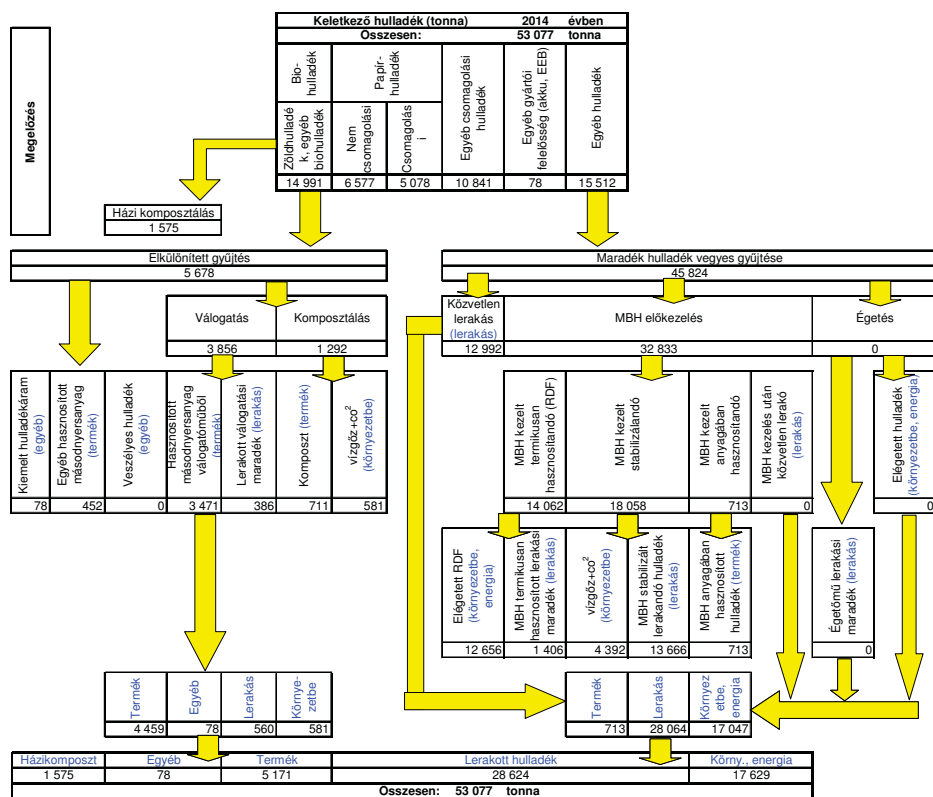 Keletkező hulladék (tonna) 2014 évben
Összesen: 53 077 tonna
Megelőzés
Bio-
hulladék
Papír-
hulladék
Zöldhulladé
k, egyéb
biohulladék
Nem
csomagolási
Csomagolás
i
Egyéb csomagolási
hulladék
Egyéb gyártói
felelősség (akku, EEB)
Egyéb hulladék
14 991 6 577 5 078 10 841 78 15 512
Házi komposztálás
1 575
Elkülönített gyűjtés
5 678
Maradék hulladék vegyes gyűjtése
45 824
Válogatás
3 856
Komposztálás
1 292
Közvetlen
lerakás
(lerakás)
12 992
MBH előkezelés
32 833
Égetés
0
Kiemelt hulladékáram
(egyéb)
Egyéb hasznosított
másodnyersanyag
(termék)
Veszélyes hulladék
(egyéb)
Hasznosított
másodnyersanyag
válogatóműből
(termék)
Lerakott válogatási
maradék (lerakás)
Komposzt (termék)
vízgőz+co²
(környezetbe)
78 452 0 3 471 386 711 581
MBH kezelt
termikusan
hasznosítandó (RDF)
MBH kezelt
stabilizálandó
MBH kezelt
anyagában
hasznosítandó
MBH kezelés után
közvetlen lerakó
(lerakás)
Elégetett hulladék
(környezetbe, energia)
14 062 18 058 713 0 0
Elégetett RDF
(környezetbe,
energia)
MBH termikusan
hasznosított lerakási
maradék (lerakás)
vízgőz+co²
(környezetbe)
MBH stabilizált
lerakandó hulladék
(lerakás)
MBH anyagában
hasznosított
hulladék (termék)
Égetőmű lerakási
maradék (lerakás)
12 656 1 406 4 392 13 666 713 0
Termék
Egyéb
Lerakás
Környe-
zetbe
4 459 78 560 581
Termék
Lerakás
Környez
etbe,
energia
713 28 064 17 047
Házikomposzt Egyéb Termék Lerakott hulladék Körny., energia
1 575 78 5 171 28 624 17 629
Összesen: 53 077 tonna